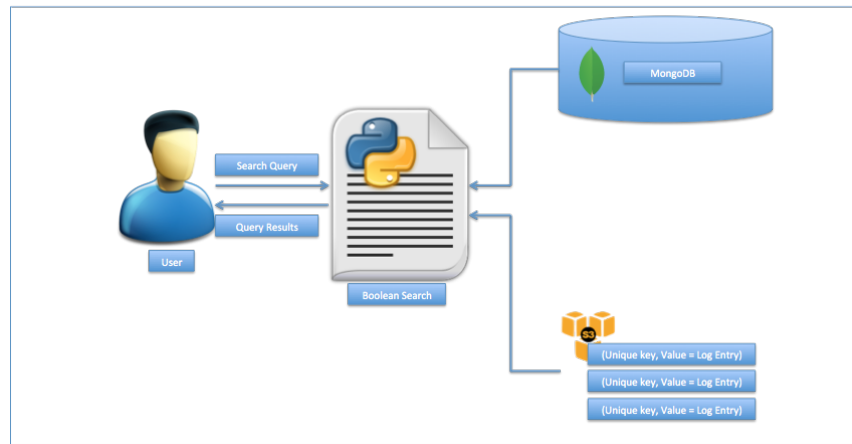 MongoDB
Search Query
Query Results
User
Boolean Search
S3
(Unique key, Value = Log Entry)
(Unique key, Value = Log Entry)
(Unique key, Value = Log Entry)